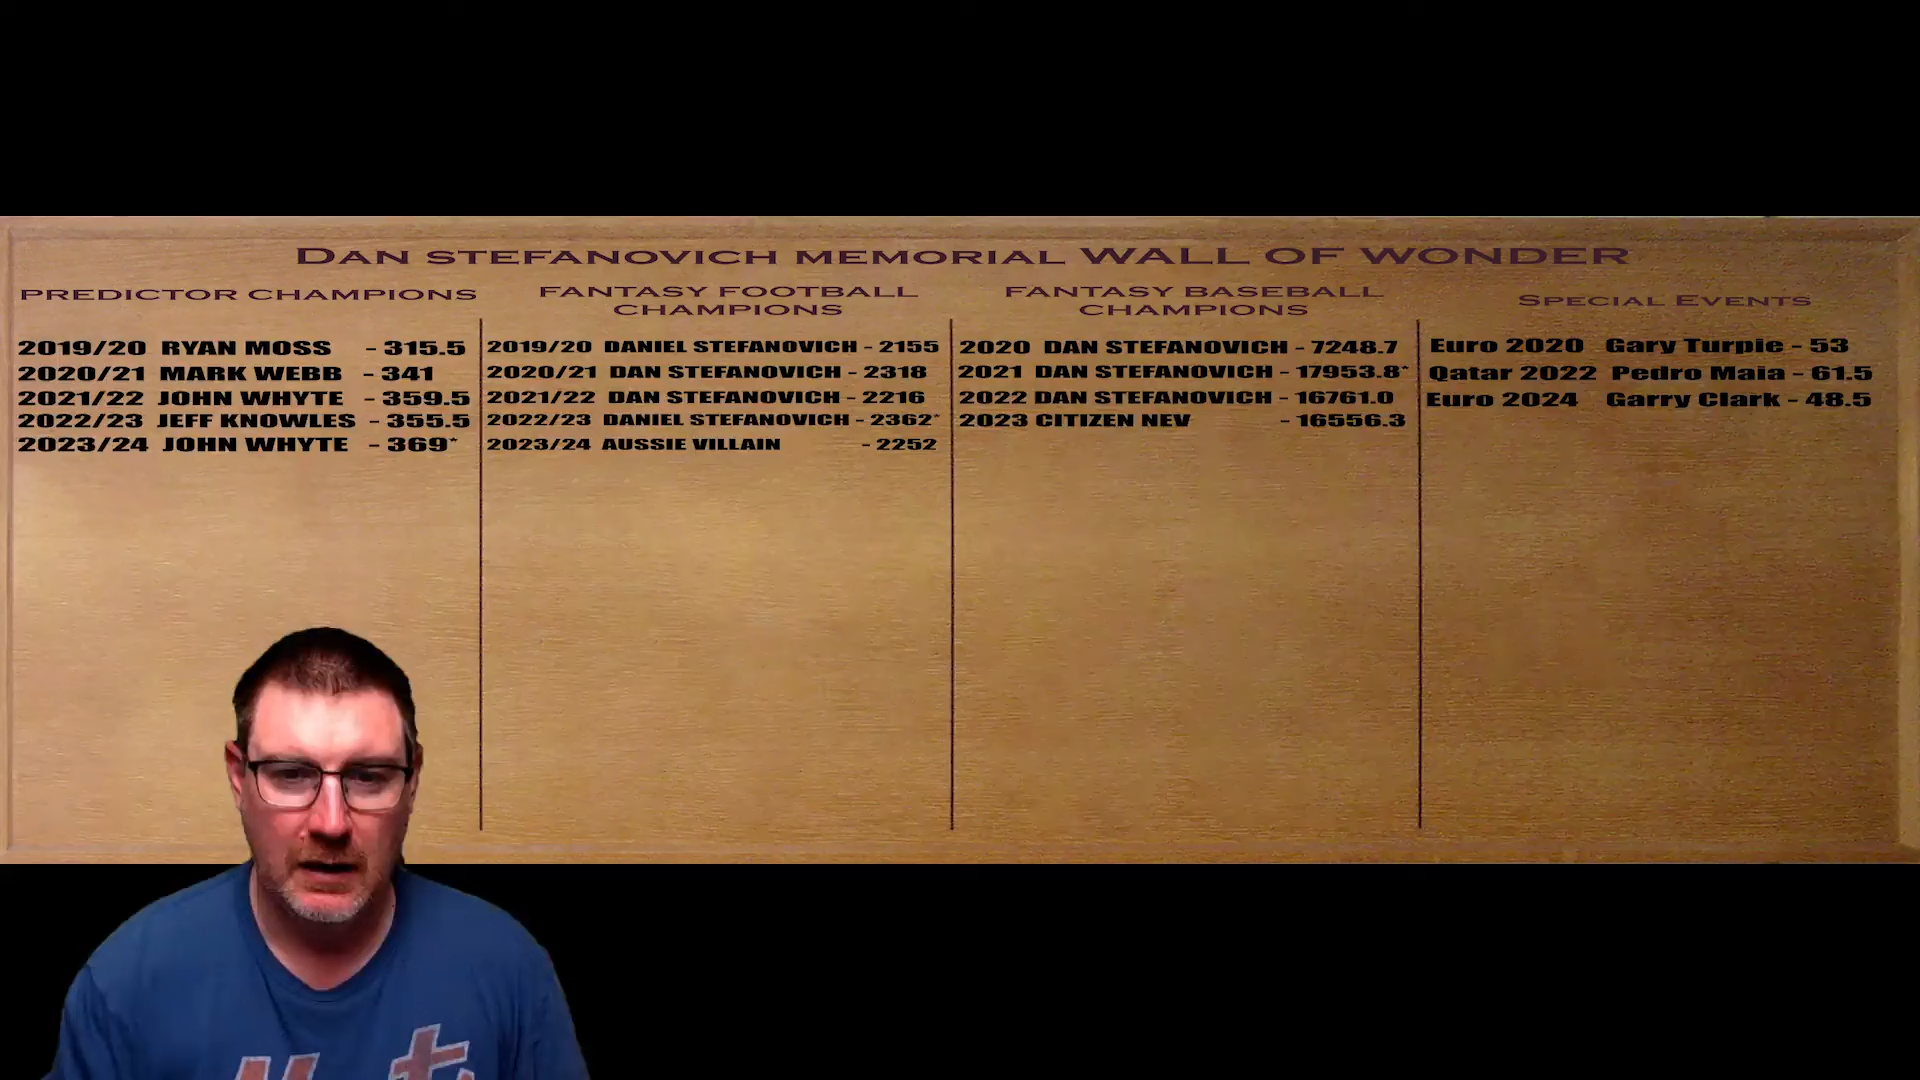 DAN STEFANOVICH MEMORIAL WALL OF WONDER
PREDICTOR CHAMPIONS
2019/20 RYAN MOSS - 315.5
2020/21 MARK WEBB - 341
2021/22 JOHN WHYTE - 359.5
2022/23 JEFF KNOWLES - 355.5
2023/24 JOHN WHYTE - 369*
FANTASY FOOTBALL
CHAMPIONS
2019/20 DANIEL STEFANOVICH - 2155
2020/21 DAN STEFANOVICH - 2318
2021/22 DAN STEFANOVICH - 2216
2022/23 DANIEL STEFANOVICH - 2362*
2023/24 AUSSIE VILLAIN - 2252
FANTASY BASEBALL
CHAMPIONS
2020 DAN STEFANOVICH - 7248.7
2021 DAN STEFANOVICH - 17953.8*
2022 DAN STEFANOVICH - 16761.0
2023 CITIZEN NEV - 16556.3
SPECIAL EVENTS
Euro 2020 Gary Turpie - 53
Qatar 2022 Pedro Maia - 61.5
Euro 2024 Garry Clark - 48.5